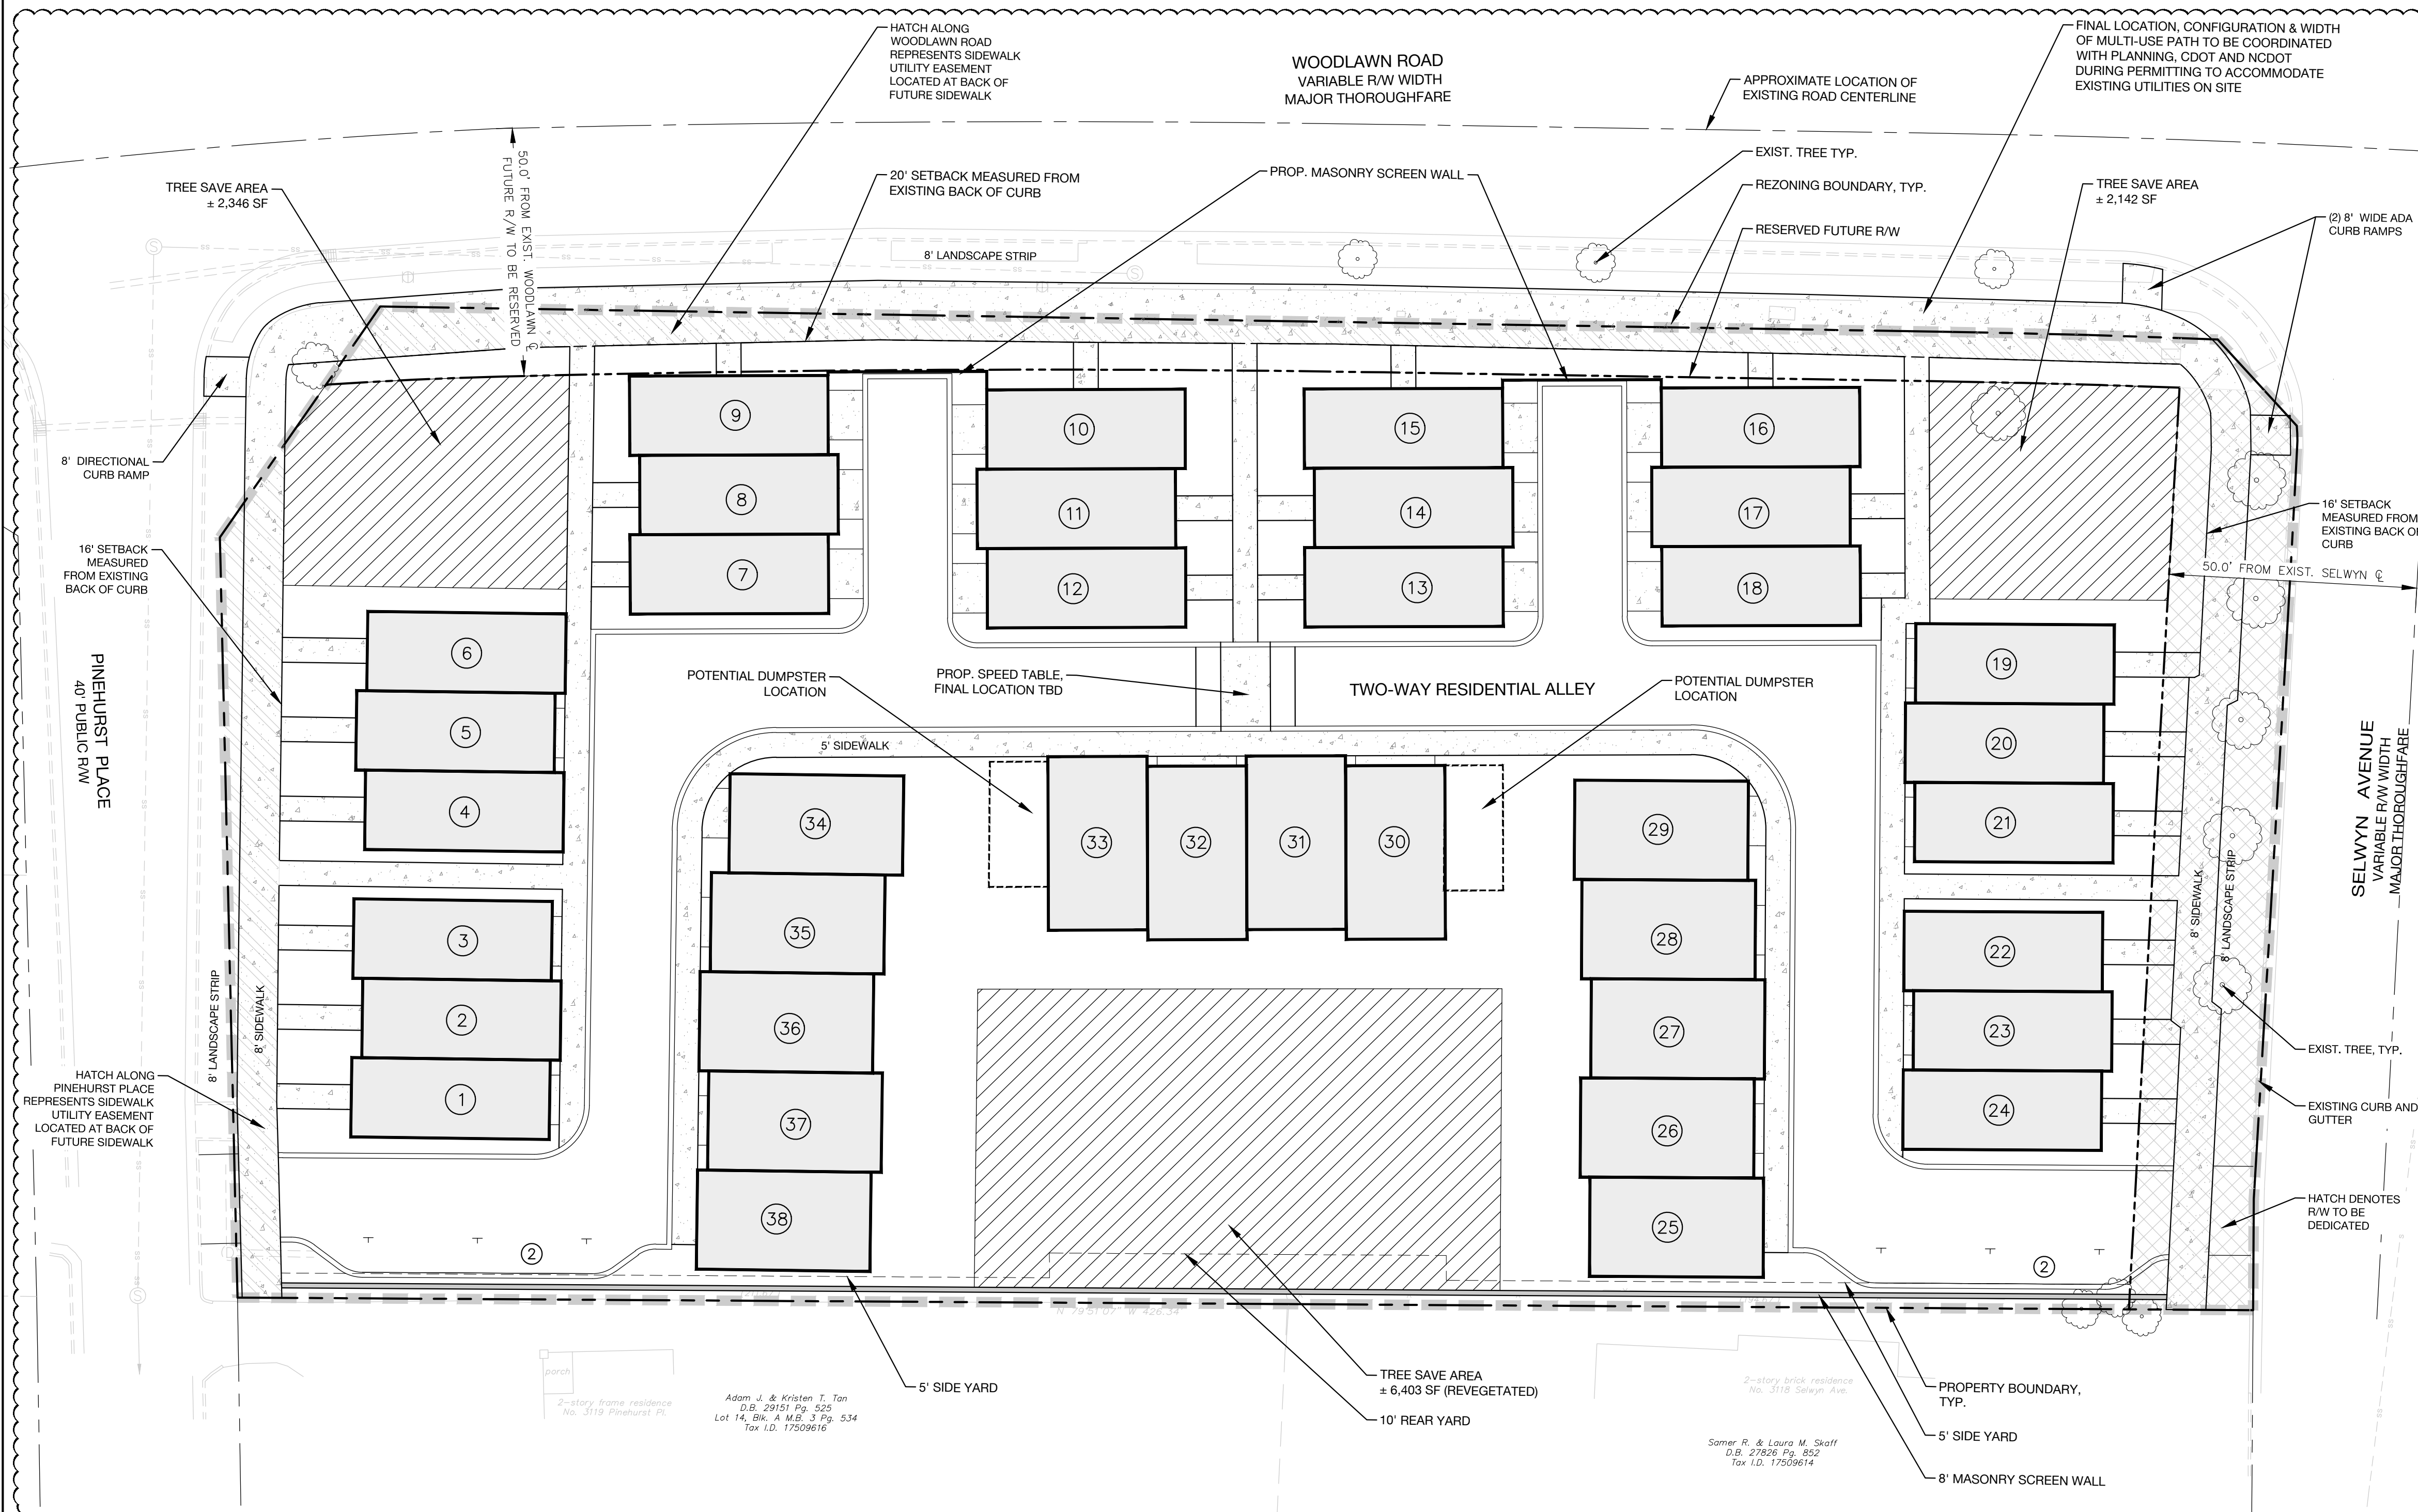 HATCH ALONG
WOODLAWN ROAD
REPRESENTS SIDEWALK
UTILITY EASEMENT
LOCATED AT BACK OF
FUTURE SIDEWALK
WOODLAWN ROAD
VARIABLE R/W WIDTH
MAJOR THOROUGHFARE
APPROXIMATE LOCATION OF
EXISTING ROAD CENTERLINE
FINAL LOCATION, CONFIGURATION & WIDTH
OF MULTI-USE PATH TO BE COORDINATED
WITH PLANNING, CDOT AND NCDOT
DURING PERMITTING TO ACCOMMODATE
EXISTING UTILITIES ON SITE
TREE SAVE AREA
± 2,346 SF
50.0' FROM EXIST. WOODLAWN ℄
FUTURE R/W TO BE RESERVED
20' SETBACK MEASURED FROM
EXISTING BACK OF CURB
PROP. MASONRY SCREEN WALL
EXIST. TREE TYP.
REZONING BOUNDARY, TYP.
RESERVED FUTURE R/W
TREE SAVE AREA
± 2,142 SF
(2) 8' WIDE ADA
CURB RAMPS
8' LANDSCAPE STRIP
8' DIRECTIONAL
CURB RAMP
16' SETBACK
MEASURED
FROM EXISTING
BACK OF CURB
16' SETBACK
MEASURED FROM
EXISTING BACK OF
CURB
50.0' FROM EXIST. SELWYN ℄
9
10
15
16
8
11
14
17
7
12
13
18
6
19
5
20
4
21
PINEHURST PLACE
40' PUBLIC R/W
POTENTIAL DUMPSTER
LOCATION
PROP. SPEED TABLE,
FINAL LOCATION TBD
TWO-WAY RESIDENTIAL ALLEY
POTENTIAL DUMPSTER
LOCATION
5' SIDEWALK
SELWYN AVENUE
VARIABLE R/W WIDTH
MAJOR THOROUGHFARE
34
33
32
31
30
29
35
28
3
22
36
27
2
23
37
26
1
24
38
25
8' LANDSCAPE STRIP
8' SIDEWALK
8' SIDEWALK
8' LANDSCAPE STRIP
HATCH ALONG
PINEHURST PLACE
REPRESENTS SIDEWALK
UTILITY EASEMENT
LOCATED AT BACK OF
FUTURE SIDEWALK
EXIST. TREE, TYP.
EXISTING CURB AND
GUTTER
HATCH DENOTES
R/W TO BE
DEDICATED
2
2
N 79°51'07" W 426.34'
porch
2-story frame residence
No. 3119 Pinehurst Pl.
Adam J. & Kristen T. Tan
D.B. 29151 Pg. 525
Lot 14, Blk. A M.B. 3 Pg. 534
Tax I.D. 17509616
5' SIDE YARD
TREE SAVE AREA
± 6,403 SF (REVEGETATED)
10' REAR YARD
2-story brick residence
No. 3118 Selwyn Ave.
Samer R. & Laura M. Skaff
D.B. 27826 Pg. 852
Tax I.D. 17509614
PROPERTY BOUNDARY,
TYP.
5' SIDE YARD
8' MASONRY SCREEN WALL